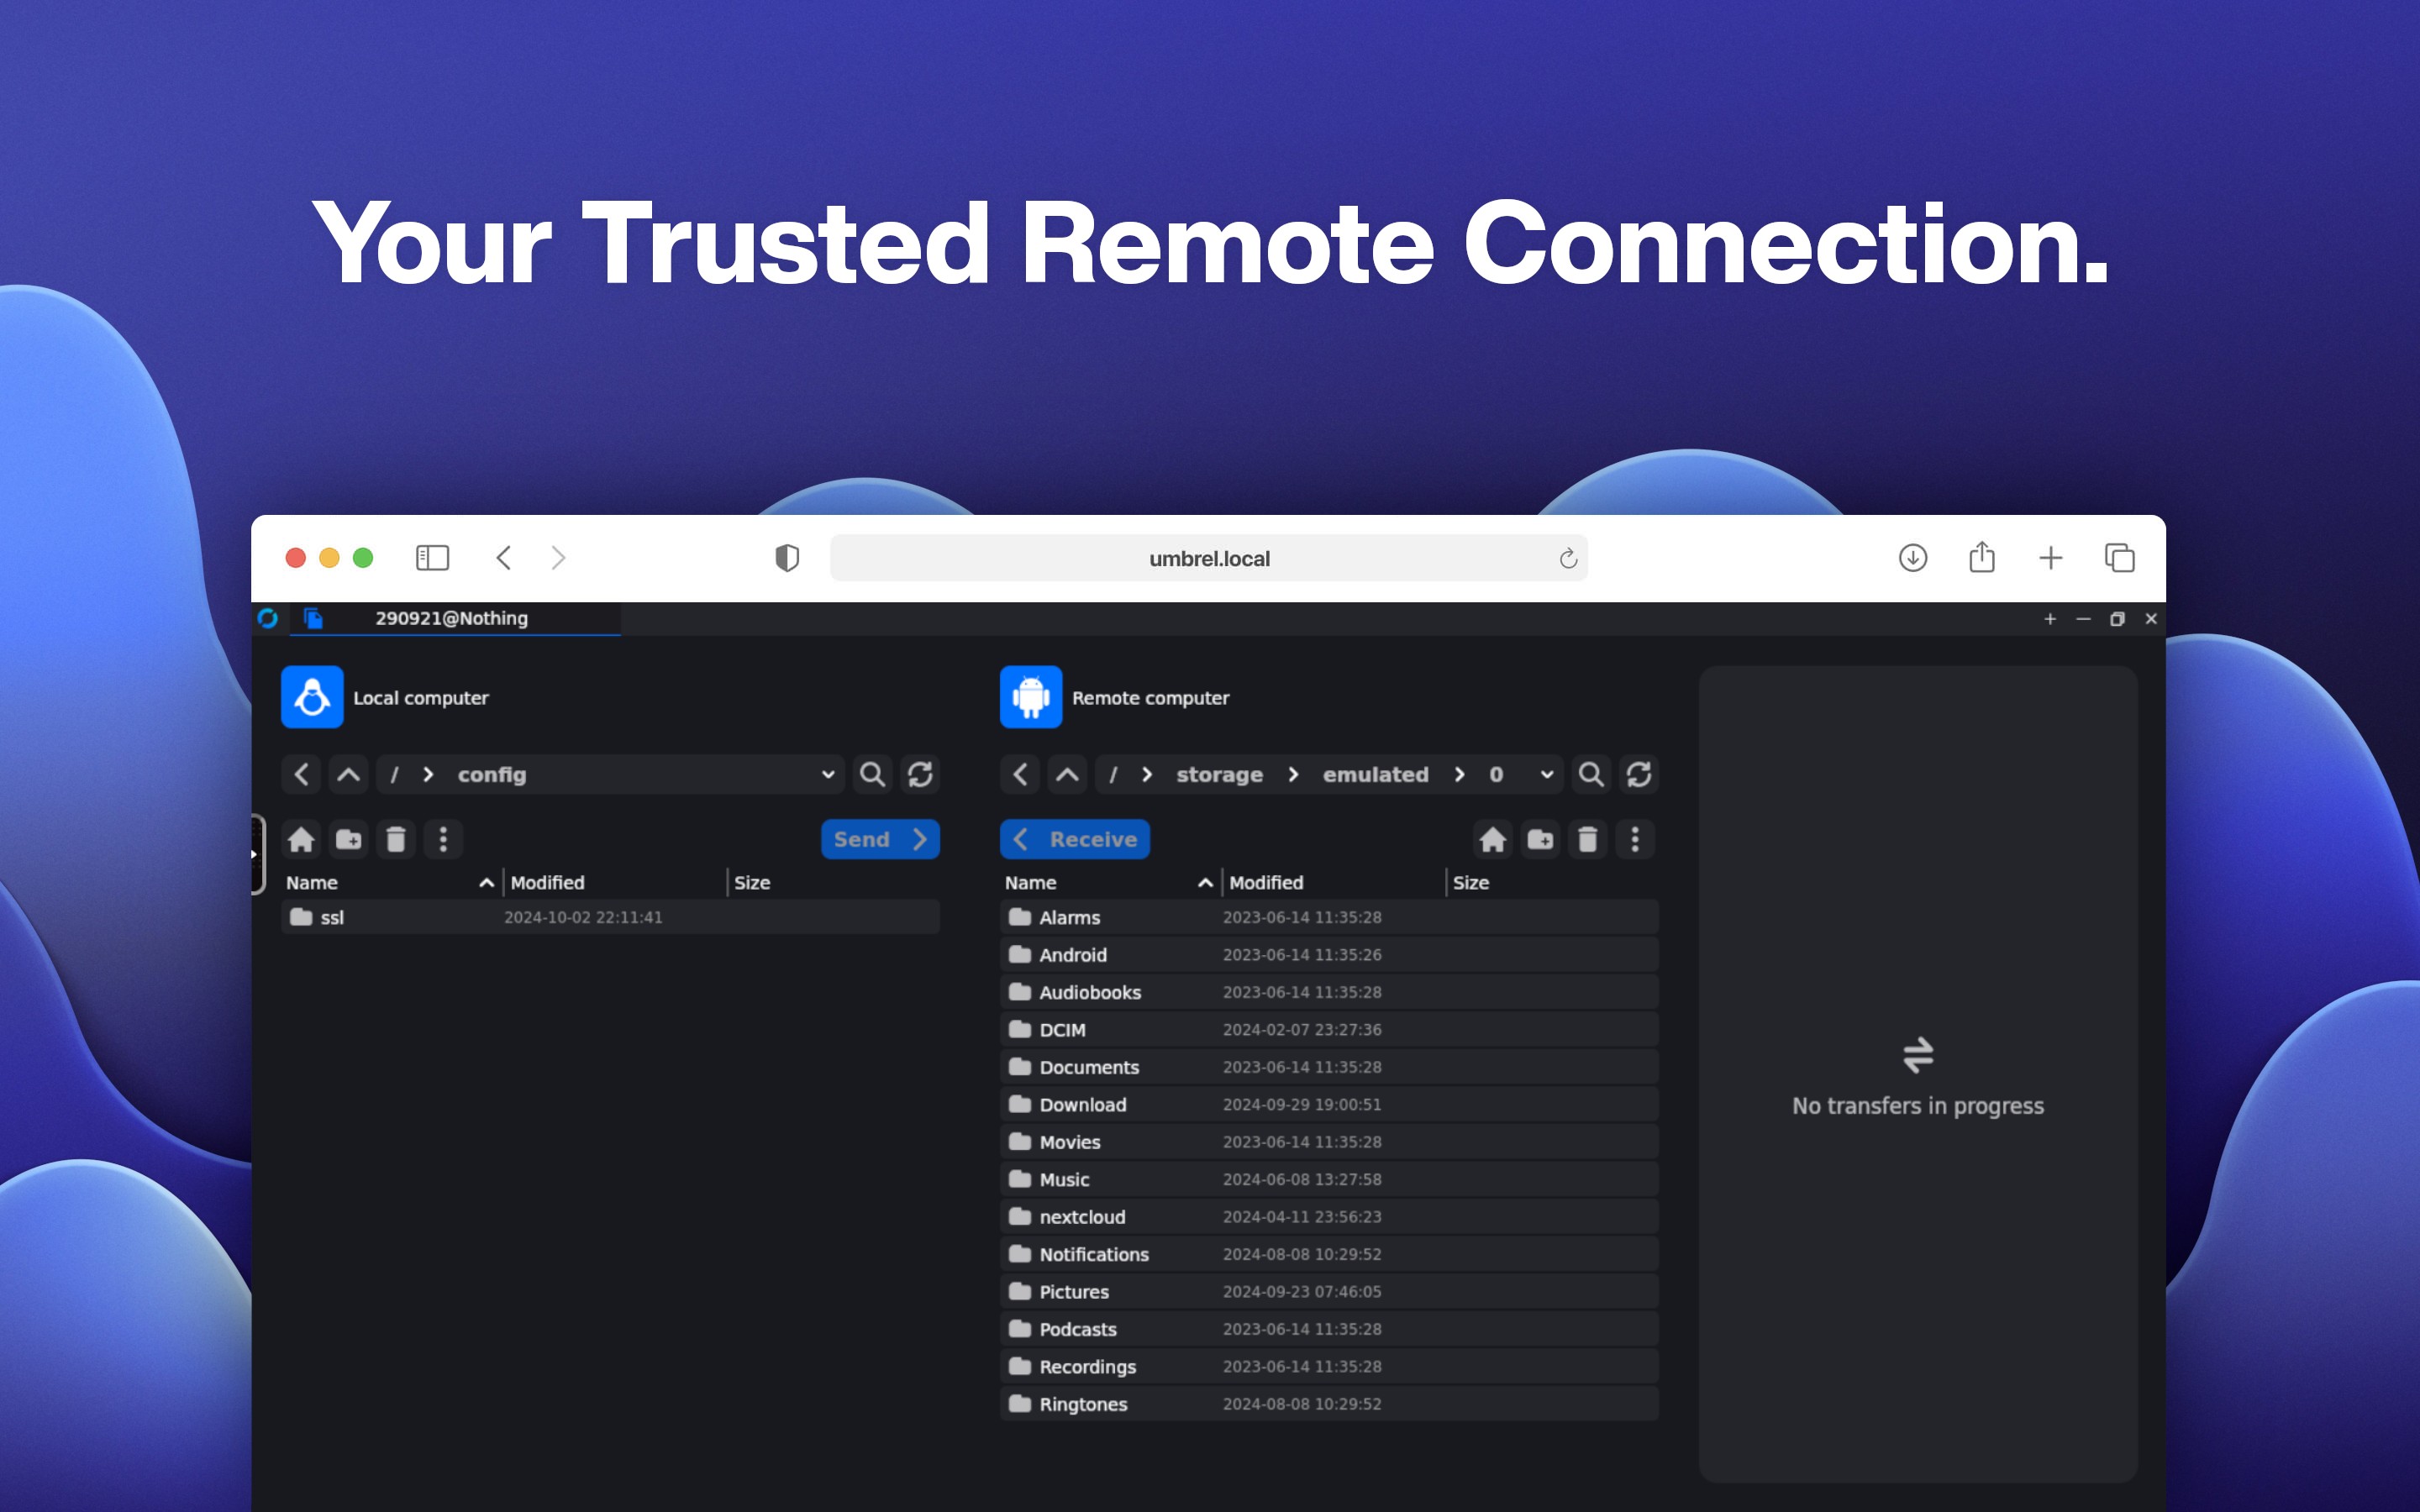 Your Trusted Remote Connection.
umbrel.local
290921@Nothing
Local computer
/ config
Send
Name Modified Size
ssl 2024-10-02 22:11:41
Remote computer
/ storage emulated 0
Receive
Name Modified Size
Alarms 2023-06-14 11:35:28
Android 2023-06-14 11:35:26
Audiobooks 2023-06-14 11:35:28
DCIM 2024-02-07 23:27:36
Documents 2023-06-14 11:35:28
Download 2024-09-29 19:00:51
Movies 2023-06-14 11:35:28
Music 2024-06-08 13:27:58
nextcloud 2024-04-11 23:56:23
Notifications 2024-08-08 10:29:52
Pictures 2024-09-23 07:46:05
Podcasts 2023-06-14 11:35:28
Recordings 2023-06-14 11:35:28
Ringtones 2024-08-08 10:29:52
No transfers in progress